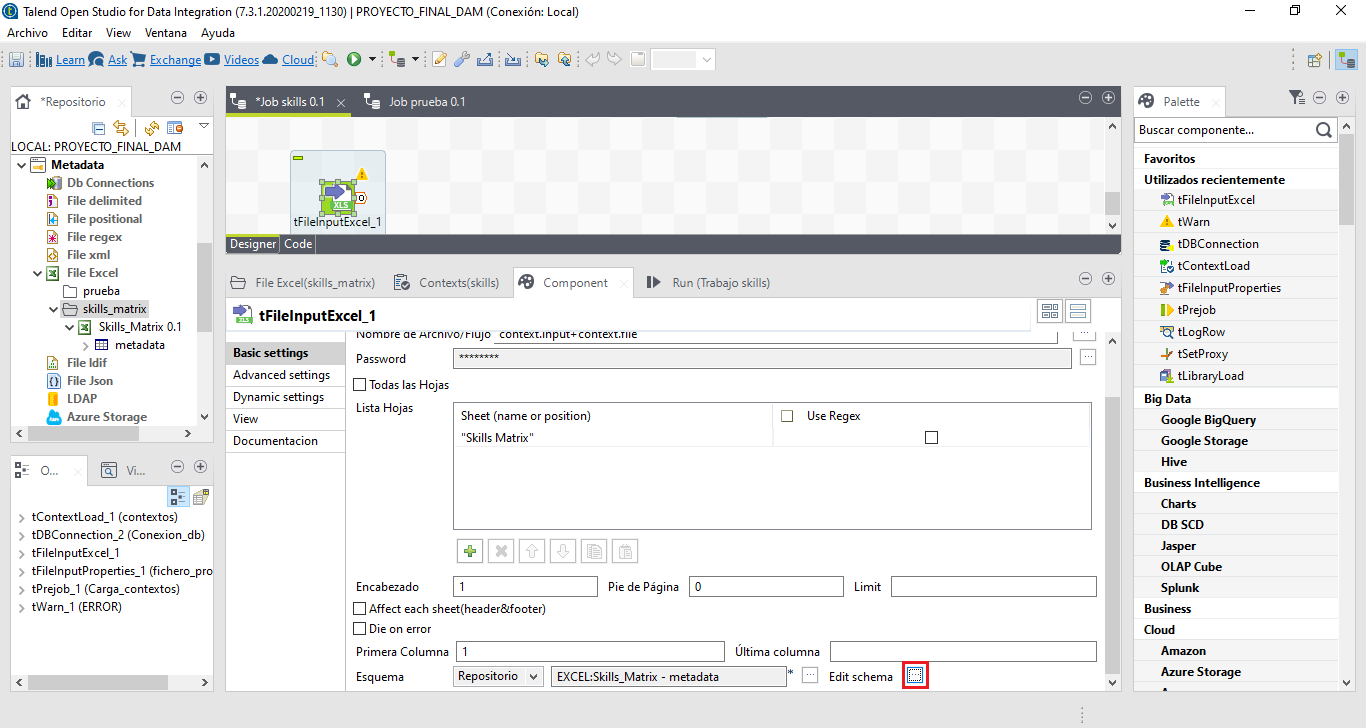 Talend Open Studio for Data Integration (7.3.1.20200219_1130) | PROYECTO_FINAL_DAM (Conexión: Local)
Archivo Editar View Ventana Ayuda
Learn Ask Exchange Videos Cloud
*Repositorio
LOCAL: PROYECTO_FINAL_DAM
Metadata
Db Connections
File delimited
File positional
File regex
File xml
File Excel
prueba
skills_matrix
Skills_Matrix 0.1
metadata
File ldif
File Json
LDAP
Azure Storage
O... Vi...
tContextLoad_1 (contextos)
tDBConnection_2 (Conexion_db)
tFileInputExcel_1
tFileInputProperties_1 (fichero_pro
tPrejob_1 (Carga_contextos)
tWarn_1 (ERROR)
*Job skills 0.1 Job prueba 0.1
XLS
tFileInputExcel_1
Designer Code
File Excel(skills_matrix) Contexts(skills) Component Run (Trabajo skills)
tFileInputExcel_1
Basic settings
Advanced settings
Dynamic settings
View
Documentacion
Nombre de Archivo/Flujo context.input+context.file
Password ********
Todas las Hojas
Lista Hojas
Sheet (name or position) Use Regex
"Skills Matrix"
Encabezado 1 Pie de Página 0 Limit
Affect each sheet(header&footer)
Die on error
Primera Columna 1 Última columna
Esquema Repositorio EXCEL:Skills_Matrix - metadata * ... Edit schema ...
Palette
Buscar componente...
Favoritos
Utilizados recientemente
tFileInputExcel
tWarn
tDBConnection
tContextLoad
tFileInputProperties
tPrejob
tLogRow
tSetProxy
tLibraryLoad
Big Data
Google BigQuery
Google Storage
Hive
Business Intelligence
Charts
DB SCD
Jasper
OLAP Cube
Splunk
Business
Cloud
Amazon
Azure Storage